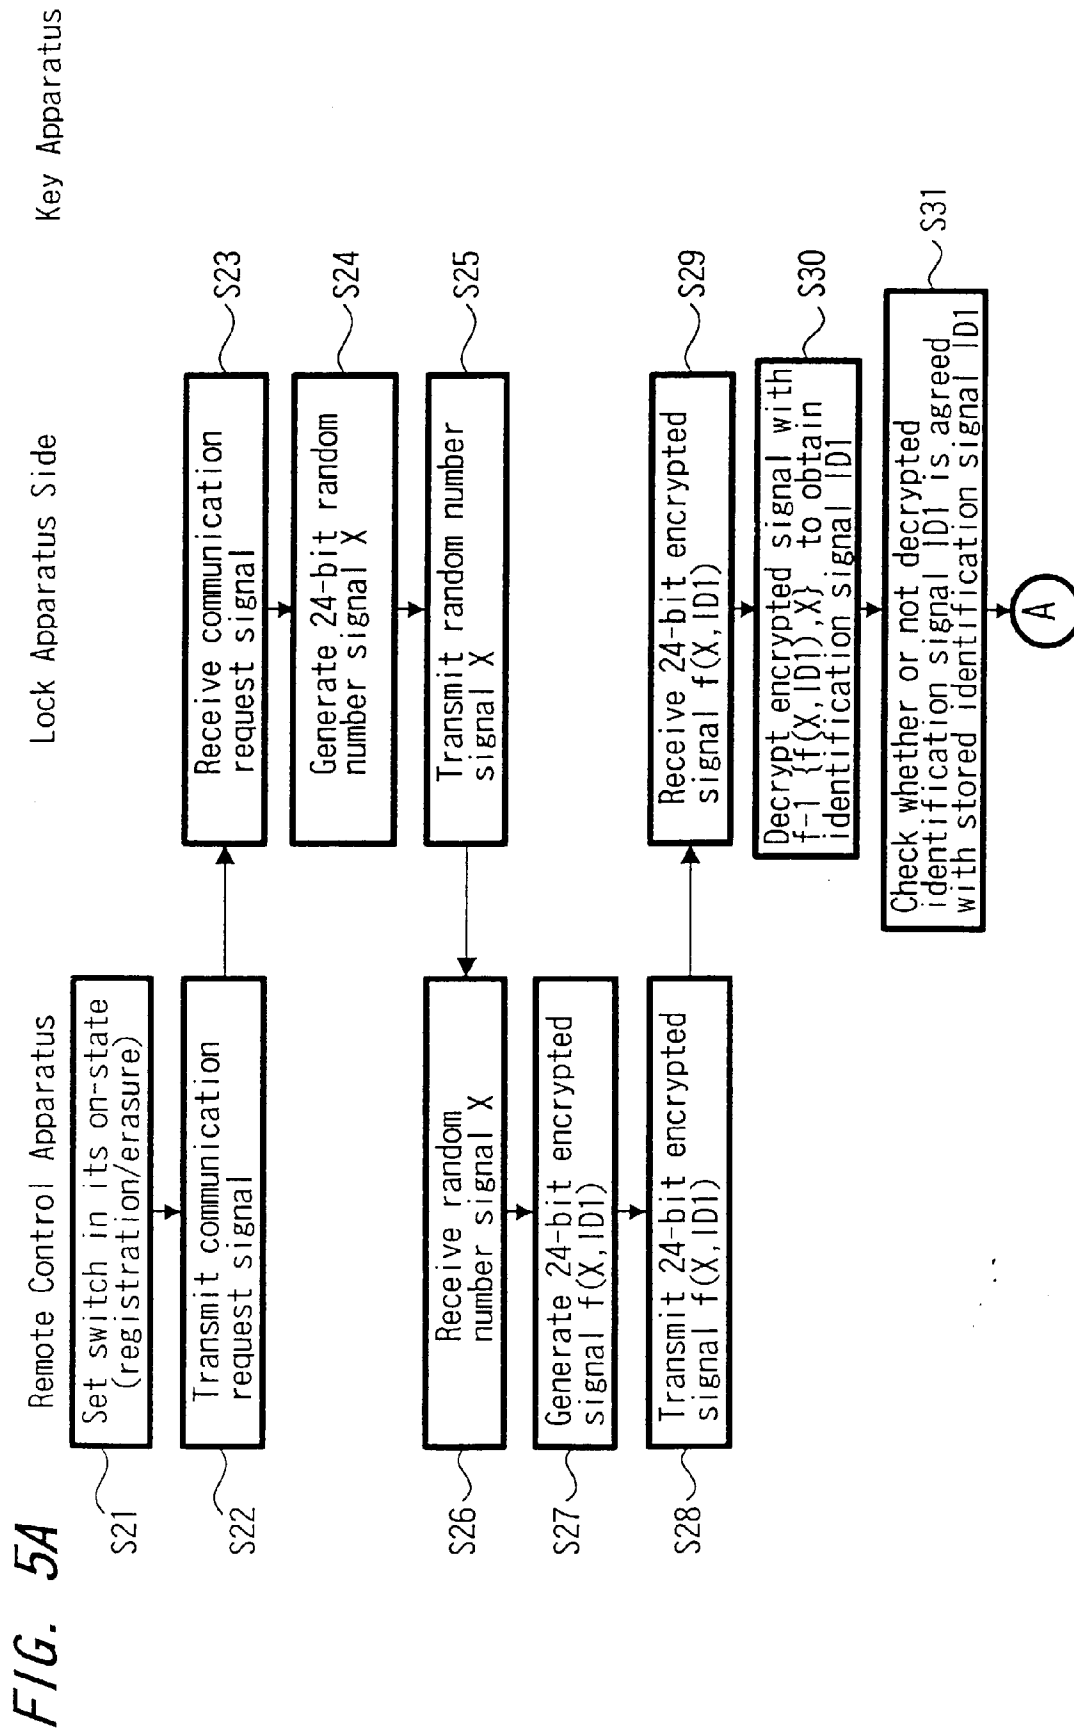 FIG. 5A
Remote Control Apparatus
Lock Apparatus Side
Key Apparatus
S21
Set switch in its on-state
(registration/erasure)
S22
Transmit communication
request signal
Receive communication
request signal
S23
Generate 24-bit random
number signal X
S24
Transmit random number
signal X
S25
S26
Receive random
number signal X
S27
Generate 24-bit encrypted
signal f(X,ID1)
S28
Transmit 24-bit encrypted
signal f(X,ID1)
Receive 24-bit encrypted
signal f(X,ID1)
S29
Decrypt encrypted signal with
f-1 {f(X,ID1),X} to obtain
identification signal ID1
S30
Check whether or not decrypted
identification signal ID1 is agreed
with stored identification signal ID1
S31
A